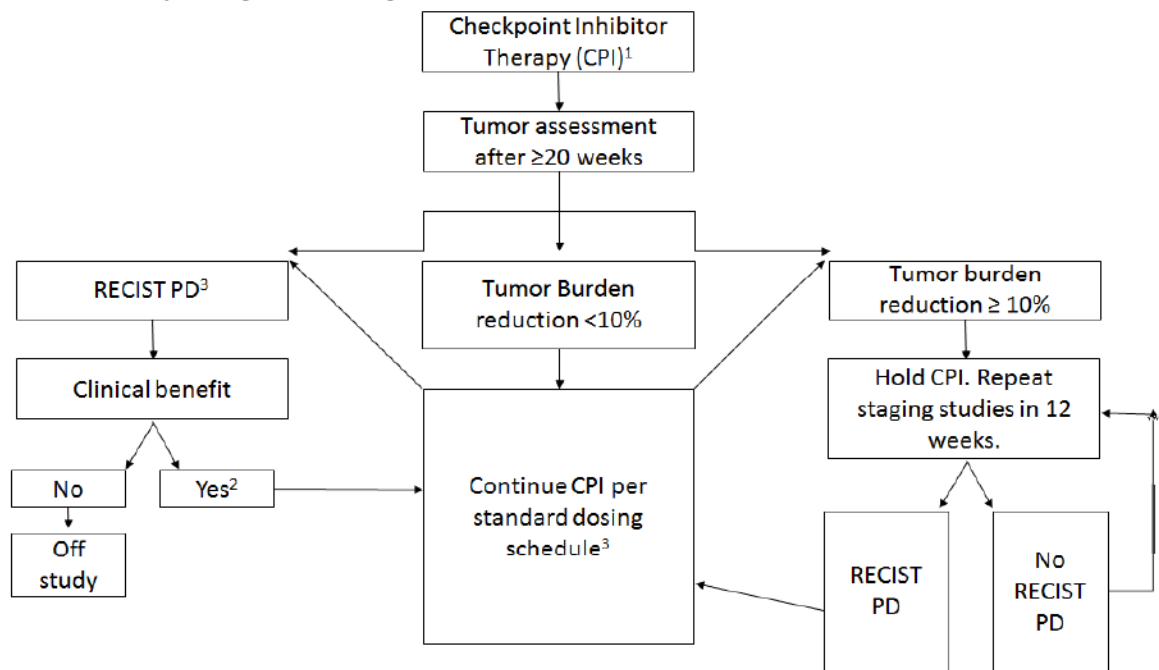 Checkpoint Inhibitor
Therapy (CPI)¹
Tumor assessment
after ≥20 weeks
RECIST PD³
Tumor Burden
reduction <10%
Tumor burden
reduction ≥ 10%
Clinical benefit
Hold CPI. Repeat
staging studies in 12
weeks.
No
Yes²
Continue CPI per
standard dosing
schedule³
Off
study
RECIST
PD
No
RECIST
PD